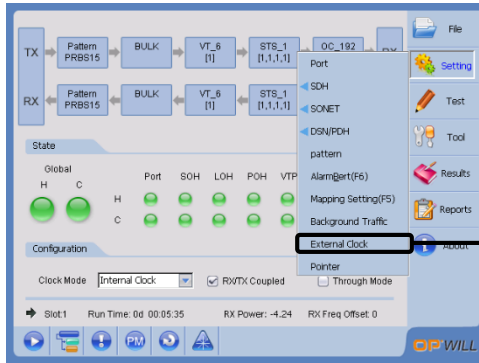 TX
Pattern
PRBS15
BULK
VT_6
[1]
STS_1
[1,1,1,1]
OC_192
RX
Pattern
PRBS15
BULK
VT_6
[1]
STS_1
[1,1,1,1]
State
Global
H C
Port SOH LOH POH VTP
H
C
Configuration
Clock Mode Internal Clock RX/TX Coupled Through Mode
Slot:1 Run Time: 0d 00:05:35 RX Power: -4.24 RX Freq Offset: 0
PM
Port
SDH
SONET
DSN/PDH
pattern
AlarmBert(F6)
Mapping Setting(F5)
Background Traffic
External Clock
Pointer
File
Setting
Test
Tool
Results
Reports
About
OPWILL